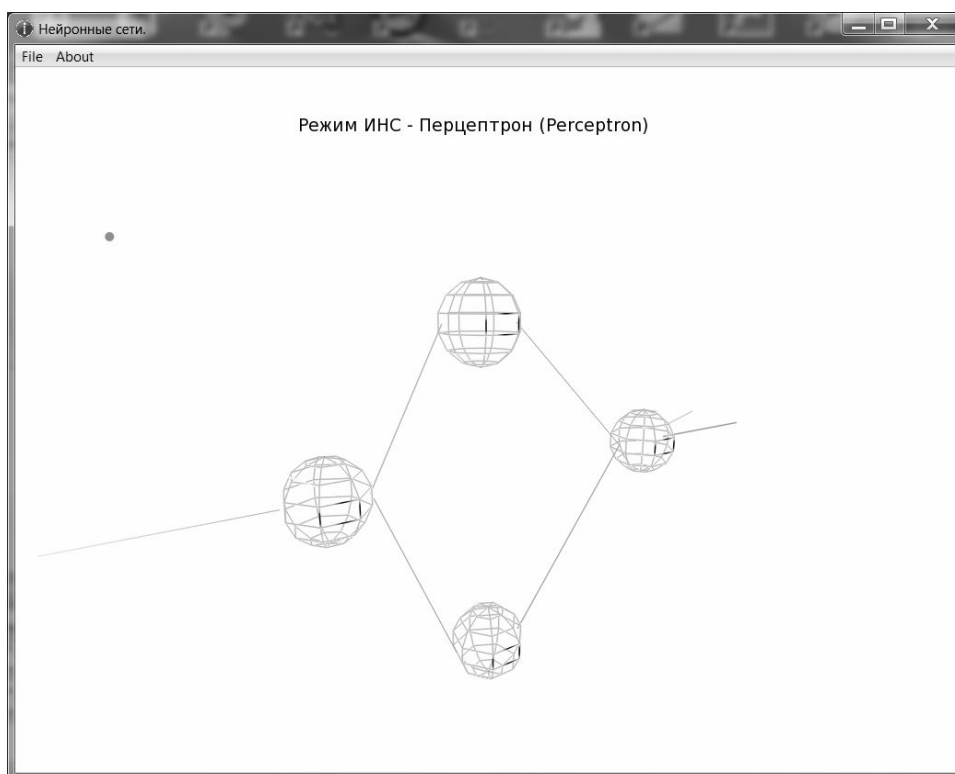 Нейронные сети.
File About
Режим ИНС - Перцептрон (Perceptron)